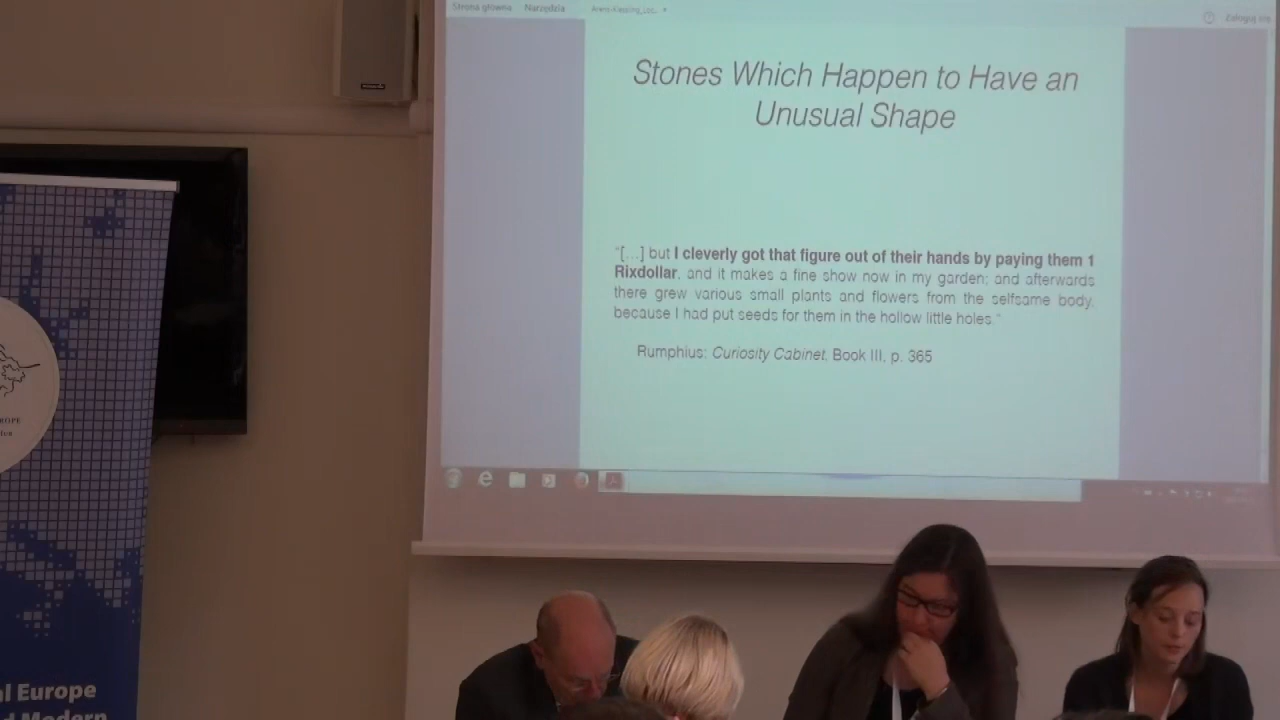 Strona główna Narzędzia
Zaloguj się
Stones Which Happen to Have an
Unusual Shape
"[...] but I cleverly got that figure out of their hands by paying them 1
Rixdollar, and it makes a fine show now in my garden; and afterwards
there grew various small plants and flowers from the selfsame body,
because I had put seeds for them in the hollow little holes."
Rumphius: Curiosity Cabinet, Book III, p. 365
l Europe
d Modern